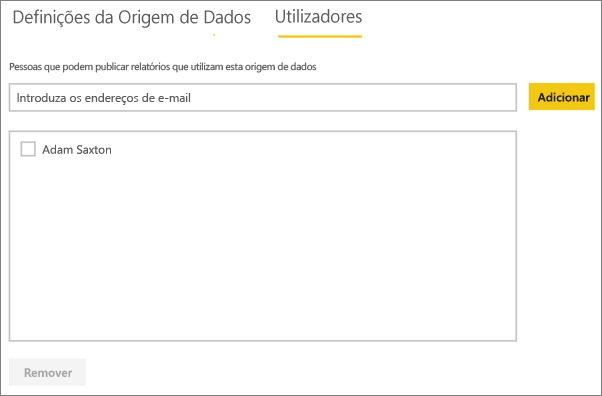 Definições da Origem de Dados Utilizadores
Pessoas que podem publicar relatórios que utilizam esta origem de dados
Introduza os endereços de e-mail Adicionar
Adam Saxton
Remover